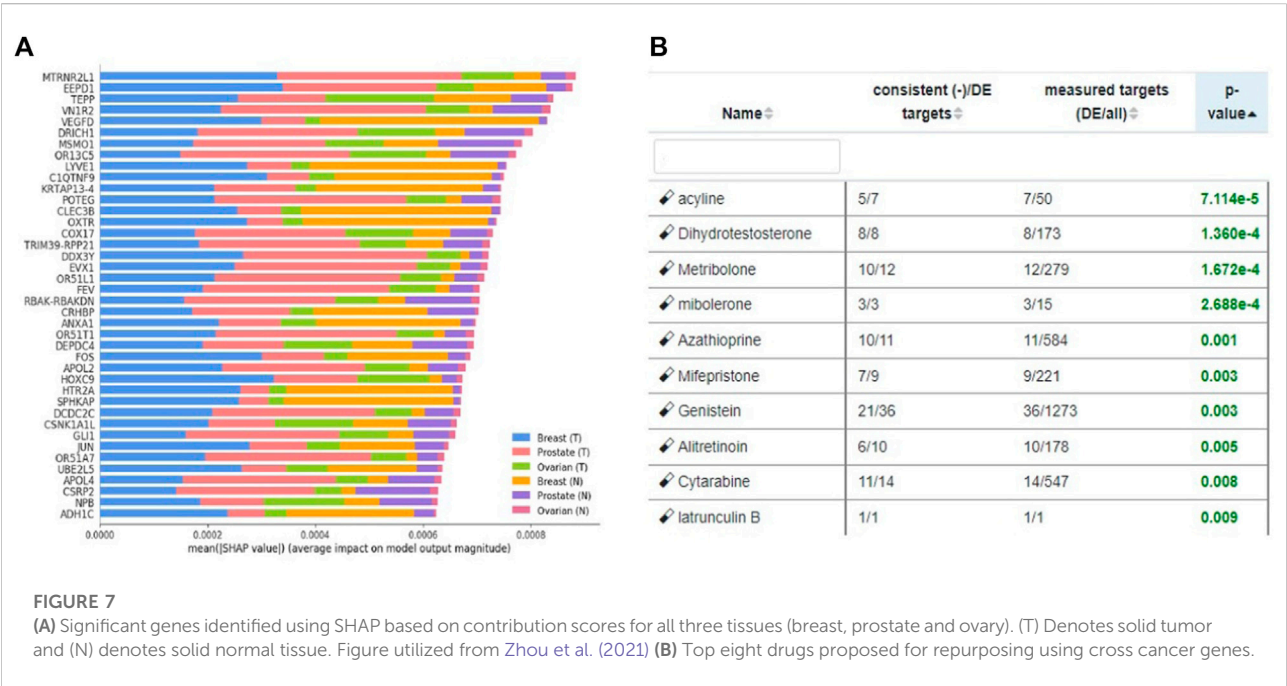 A
MTRNR2L1
EEPD1
TEPP
VN1R2
VEGFD
DRICH1
MSMO1
OR13C5
LYVE1
C1QTNF9
KRTAP13-4
POTEG
CLEC3B
OXTR
COX17
TRIM39-RPP21
DDX3Y
EVX1
OR51L1
FEV
RBAK-RBAKDN
CRHBP
ANXA1
OR51T1
DEPDC4
FOS
APOL2
HOXC9
HTR2A
SPHKAP
DCDC2C
CSNK1A1L
GLI1
JUN
OR51A7
UBE2L5
APOL4
CSRP2
NPB
ADH1C
Breast (T)
Prostate (T)
Ovarian (T)
Breast (N)
Prostate (N)
Ovarian (N)
0.0000 0.0002 0.0004 0.0006 0.0008
mean(|SHAP value|) (average impact on model output magnitude)
B
Name consistent (-)/DE targets measured targets (DE/all) p-value
acyline 5/7 7/50 7.114e-5
Dihydrotestosterone 8/8 8/173 1.360e-4
Metribolone 10/12 12/279 1.672e-4
mibolerone 3/3 3/15 2.688e-4
Azathioprine 10/11 11/584 0.001
Mifepristone 7/9 9/221 0.003
Genistein 21/36 36/1273 0.003
Alitretinoin 6/10 10/178 0.005
Cytarabine 11/14 14/547 0.008
latrunculin B 1/1 1/1 0.009
FIGURE 7
(A) Significant genes identified using SHAP based on contribution scores for all three tissues (breast, prostate and ovary). (T) Denotes solid tumor
and (N) denotes solid normal tissue. Figure utilized from Zhou et al. (2021) (B) Top eight drugs proposed for repurposing using cross cancer genes.